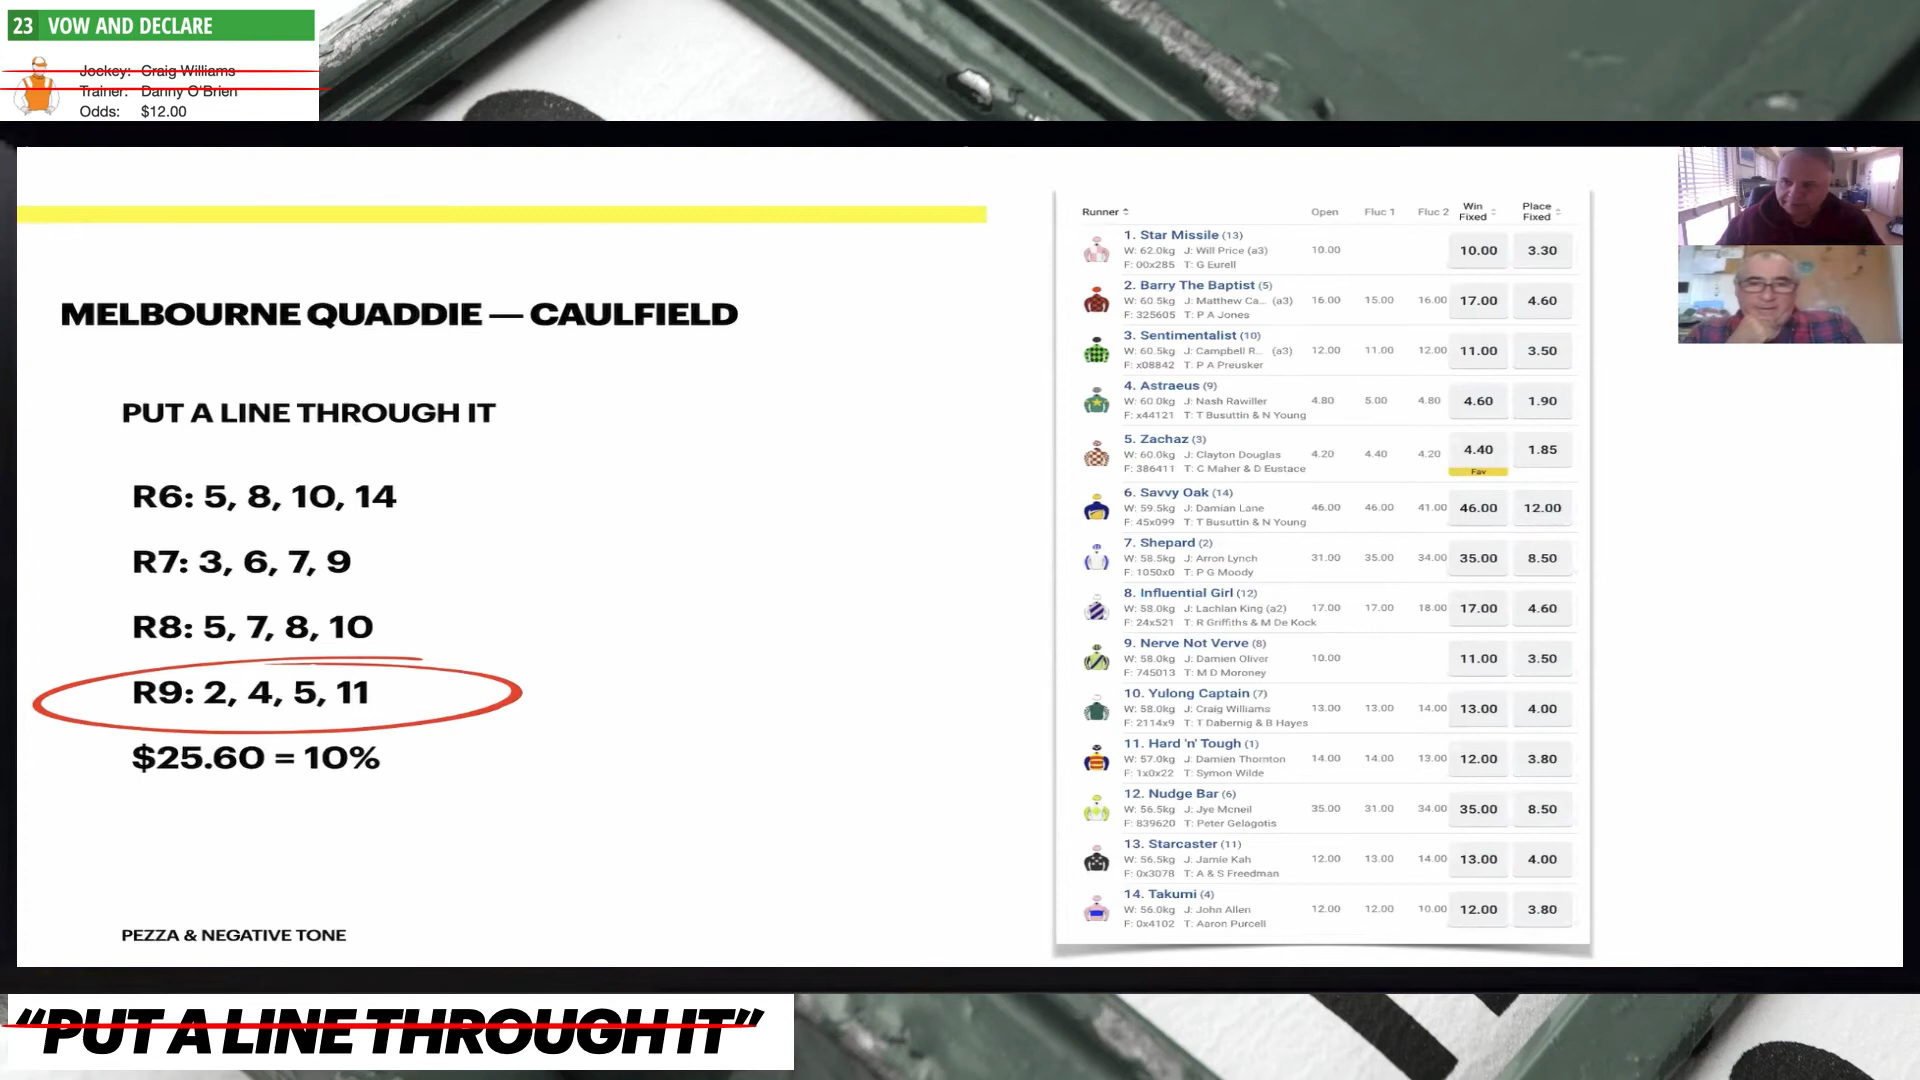 23 VOW AND DECLARE
Jockey: Craig Williams
Trainer: Danny O'Brien
Odds: $12.00
MELBOURNE QUADDIE — CAULFIELD
PUT A LINE THROUGH IT
R6: 5, 8, 10, 14
R7: 3, 6, 7, 9
R8: 5, 7, 8, 10
R9: 2, 4, 5, 11
$25.60 = 10%
PEZZA & NEGATIVE TONE
Runner Open Fluc 1 Fluc 2 Win Fixed Place Fixed
1. Star Missile (13)
W: 62.0kg J: Will Price (a3) 10.00 10.00 3.30
F: 00x285 T: G Eurell
2. Barry The Baptist (5)
W: 60.5kg J: Matthew Ca... (a3) 16.00 15.00 16.00 17.00 4.60
F: 325605 T: P A Jones
3. Sentimentalist (10)
W: 60.5kg J: Campbell R... (a3) 12.00 11.00 12.00 11.00 3.50
F: x08842 T: P A Preusker
4. Astraeus (9)
W: 60.0kg J: Nash Rawiller 4.80 5.00 4.80 4.60 1.90
F: x44121 T: T Busuttin & N Young
5. Zachaz (3)
W: 60.0kg J: Clayton Douglas 4.20 4.40 4.20 4.40 1.85
F: 386411 T: C Maher & D Eustace Fav
6. Savvy Oak (14)
W: 59.5kg J: Damian Lane 46.00 46.00 41.00 46.00 12.00
F: 45x099 T: T Busuttin & N Young
7. Shepard (2)
W: 58.5kg J: Arron Lynch 31.00 35.00 34.00 35.00 8.50
F: 1050x0 T: P G Moody
8. Influential Girl (12)
W: 58.0kg J: Lachlan King (a2) 17.00 17.00 18.00 17.00 4.60
F: 24x521 T: R Griffiths & M De Kock
9. Nerve Not Verve (8)
W: 58.0kg J: Damien Oliver 10.00 11.00 3.50
F: 745013 T: M D Moroney
10. Yulong Captain (7)
W: 58.0kg J: Craig Williams 13.00 13.00 14.00 13.00 4.00
F: 2114x9 T: T Dabernig & B Hayes
11. Hard 'n' Tough (1)
W: 57.0kg J: Damien Thornton 14.00 14.00 13.00 12.00 3.80
F: 1x0x22 T: Symon Wilde
12. Nudge Bar (6)
W: 56.5kg J: Jye Mcneil 35.00 31.00 34.00 35.00 8.50
F: 839620 T: Peter Gelagotis
13. Starcaster (11)
W: 56.5kg J: Jamie Kah 12.00 13.00 14.00 13.00 4.00
F: 0x3078 T: A & S Freedman
14. Takumi (4)
W: 56.0kg J: John Allen 12.00 12.00 10.00 12.00 3.80
F: 0x4102 T: Aaron Purcell
"PUT A LINE THROUGH IT"